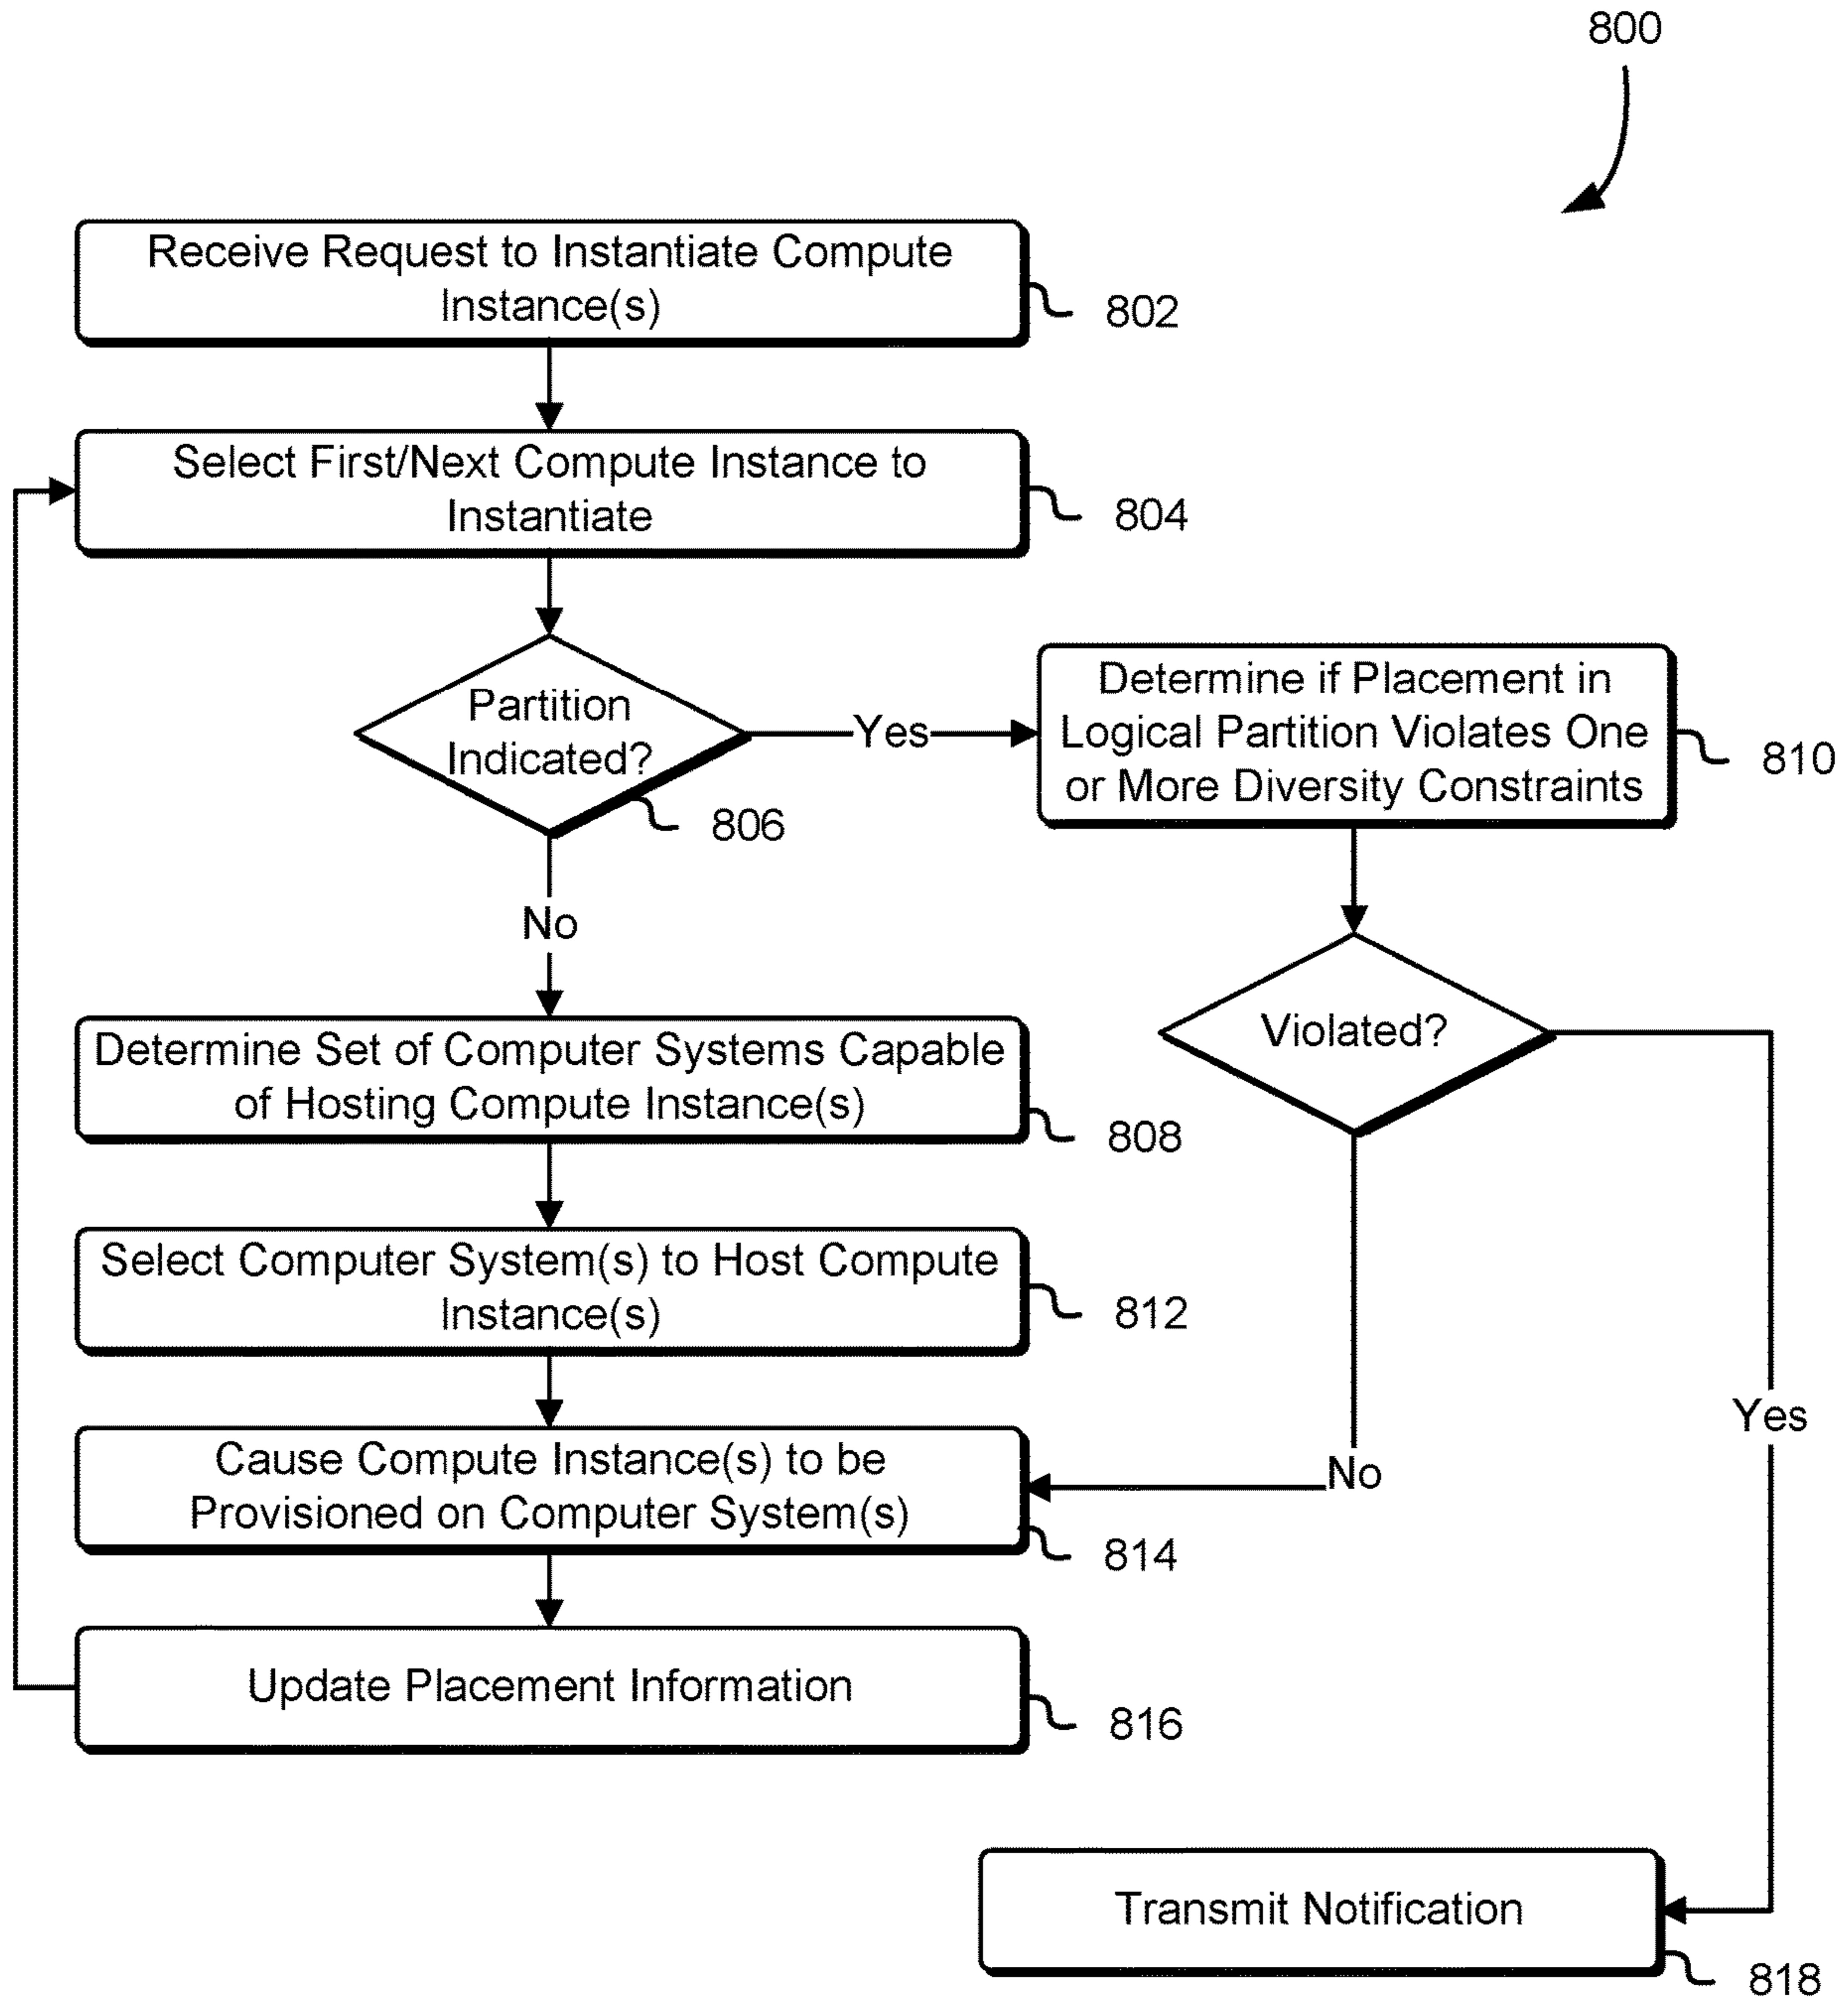 800
Receive Request to Instantiate Compute
Instance(s)
802
Select First/Next Compute Instance to
Instantiate
804
Partition
Indicated?
806
Yes
Determine if Placement in
Logical Partition Violates One
or More Diversity Constraints
810
No
Violated?
Determine Set of Computer Systems Capable
of Hosting Compute Instance(s)
808
Select Computer System(s) to Host Compute
Instance(s)
812
Yes
No
Cause Compute Instance(s) to be
Provisioned on Computer System(s)
814
Update Placement Information
816
Transmit Notification
818